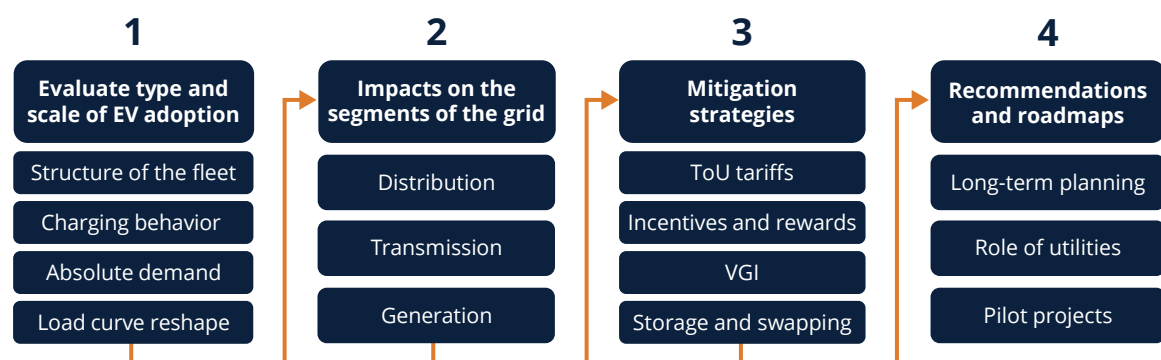 1
Evaluate type and
scale of EV adoption
Structure of the fleet
Charging behavior
Absolute demand
Load curve reshape
2
Impacts on the
segments of the grid
Distribution
Transmission
Generation
3
Mitigation
strategies
ToU tariffs
Incentives and rewards
VGI
Storage and swapping
4
Recommendations
and roadmaps
Long-term planning
Role of utilities
Pilot projects